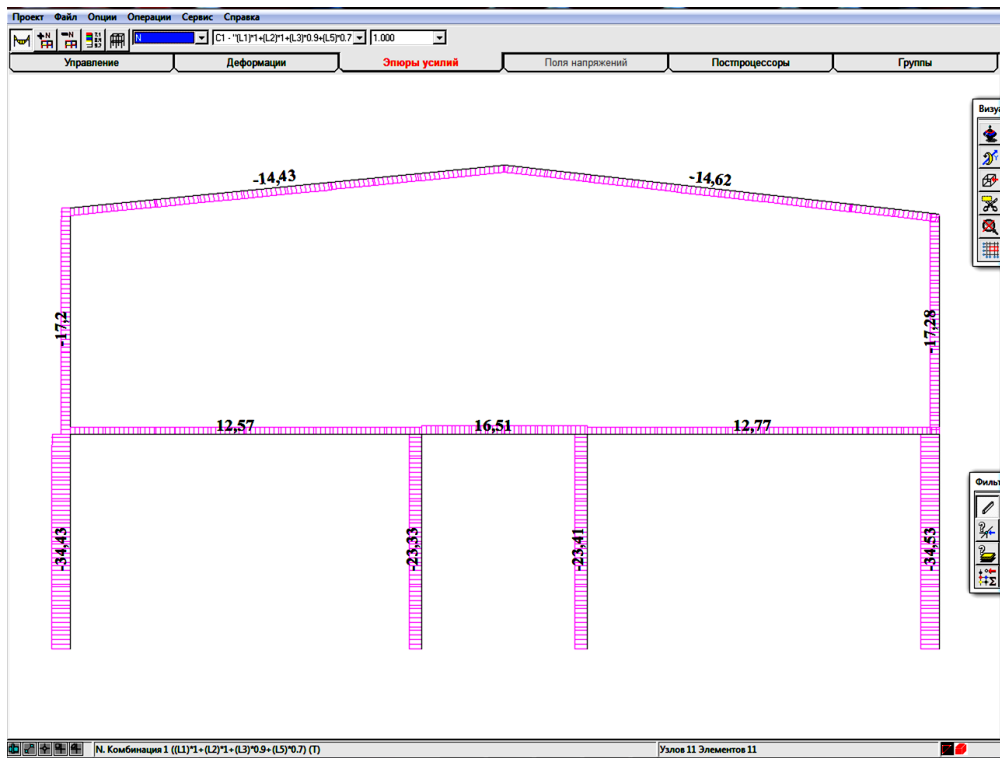 Проект Файл Опции Операции Сервис Справка
N C1 - "(L1)*1+(L2)*1+(L3)*0.9+(L5)*0.7 1.000
Управление Деформации Эпюры усилий Поля напряжений Постпроцессоры Группы
Визуа
-14,43 -14,62
-17,2 -17,28
12,57 16,51 12,77
Фильт
-34,43 -23,33 -23,41 -34,53
N. Комбинация 1 ((L1)*1+(L2)*1+(L3)*0.9+(L5)*0.7) (T) Узлов 11 Элементов 11